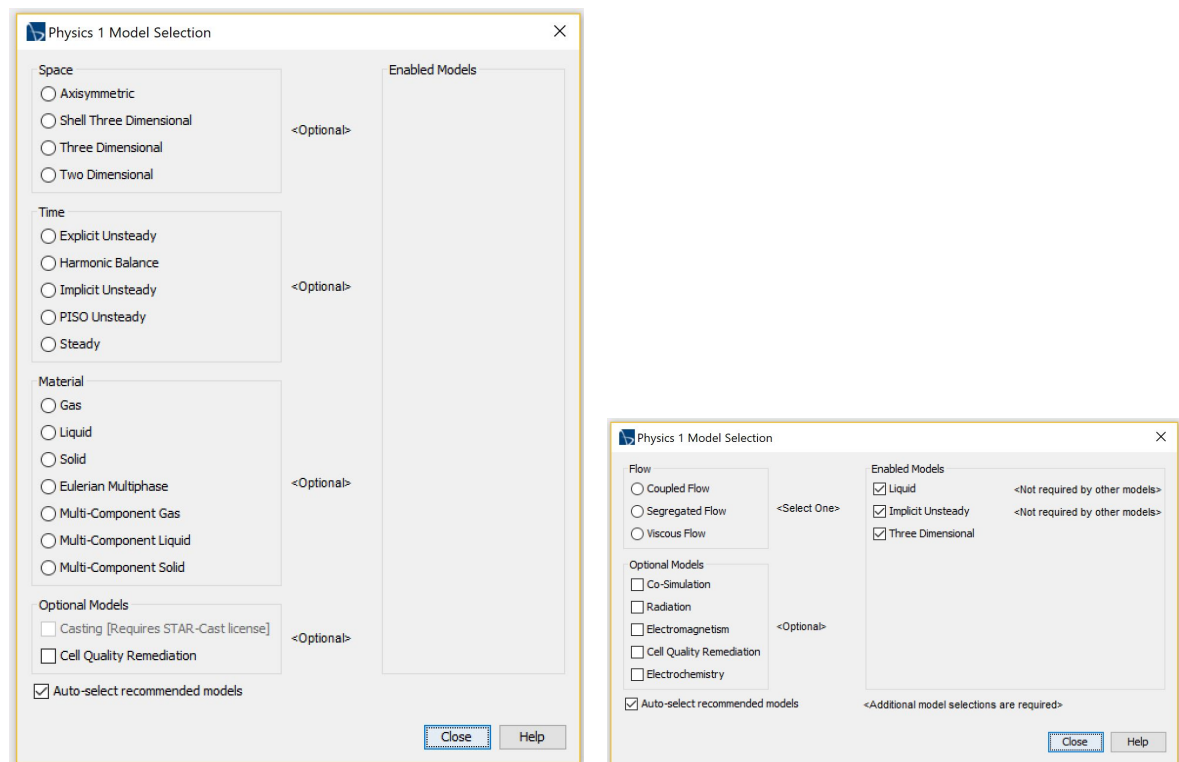 Physics 1 Model Selection
Space
Axisymmetric
Shell Three Dimensional
Three Dimensional
Two Dimensional
<Optional>
Time
Explicit Unsteady
Harmonic Balance
Implicit Unsteady
PISO Unsteady
Steady
<Optional>
Material
Gas
Liquid
Solid
Eulerian Multiphase
Multi-Component Gas
Multi-Component Liquid
Multi-Component Solid
<Optional>
Optional Models
Casting [Requires STAR-Cast license]
Cell Quality Remediation
<Optional>
Auto-select recommended models
Enabled Models
Close Help
Physics 1 Model Selection
Flow
Coupled Flow
Segregated Flow
Viscous Flow
<Select One>
Optional Models
Co-Simulation
Radiation
Electromagnetism
Cell Quality Remediation
Electrochemistry
<Optional>
Auto-select recommended models
Enabled Models
Liquid <Not required by other models>
Implicit Unsteady <Not required by other models>
Three Dimensional
<Additional model selections are required>
Close Help